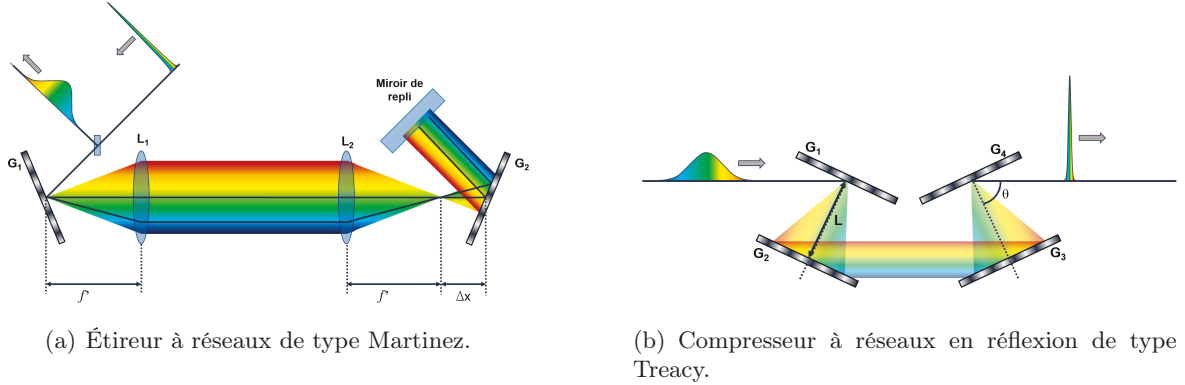 Miroir de
repli
G1
L1
L2
G2
f'
f'
Δx
(a) Étireur à réseaux de type Martinez.
G1
G4
θ
L
G2
G3
(b) Compresseur à réseaux en réflexion de type
Treacy.